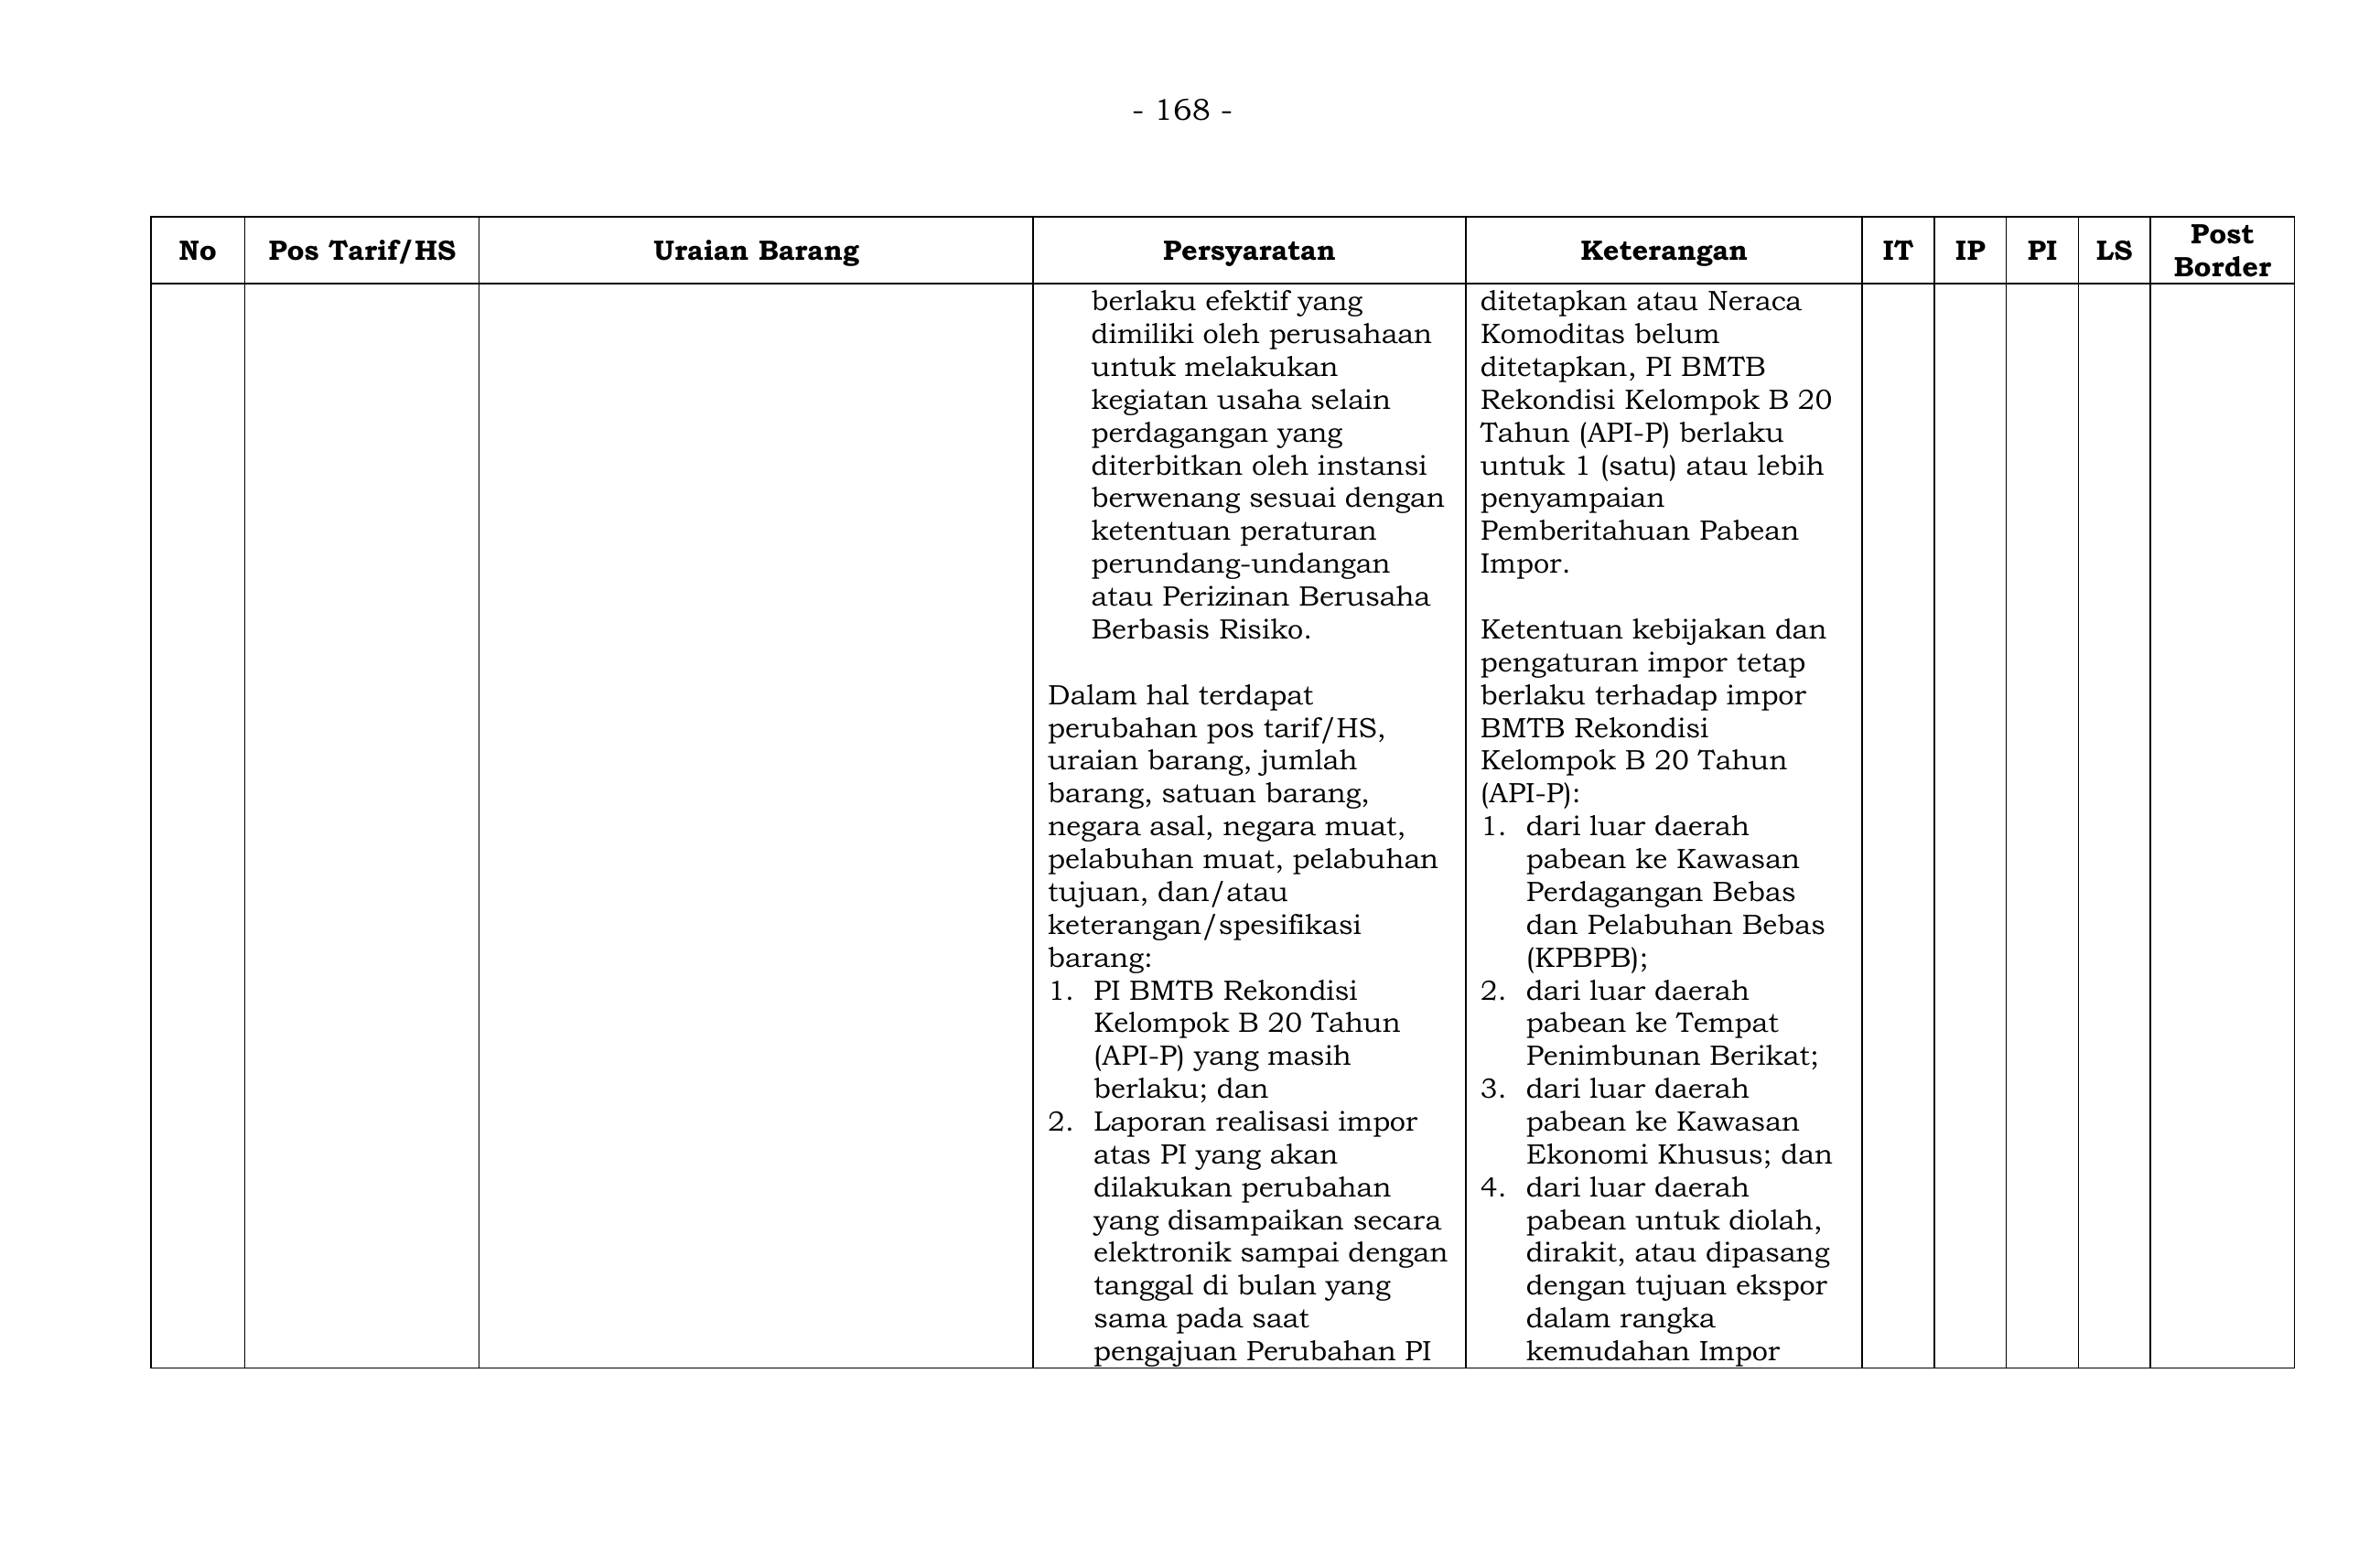 - 168 -
No Pos Tarif/HS Uraian Barang Persyaratan Keterangan IT IP PI LS Post Border
berlaku efektif yang
dimiliki oleh perusahaan
untuk melakukan
kegiatan usaha selain
perdagangan yang
diterbitkan oleh instansi
berwenang sesuai dengan
ketentuan peraturan
perundang-undangan
atau Perizinan Berusaha
Berbasis Risiko.
Dalam hal terdapat
perubahan pos tarif/HS,
uraian barang, jumlah
barang, satuan barang,
negara asal, negara muat,
pelabuhan muat, pelabuhan
tujuan, dan/atau
keterangan/spesifikasi
barang:
1. PI BMTB Rekondisi
Kelompok B 20 Tahun
(API-P) yang masih
berlaku; dan
2. Laporan realisasi impor
atas PI yang akan
dilakukan perubahan
yang disampaikan secara
elektronik sampai dengan
tanggal di bulan yang
sama pada saat
pengajuan Perubahan PI
ditetapkan atau Neraca
Komoditas belum
ditetapkan, PI BMTB
Rekondisi Kelompok B 20
Tahun (API-P) berlaku
untuk 1 (satu) atau lebih
penyampaian
Pemberitahuan Pabean
Impor.
Ketentuan kebijakan dan
pengaturan impor tetap
berlaku terhadap impor
BMTB Rekondisi
Kelompok B 20 Tahun
(API-P):
1. dari luar daerah
pabean ke Kawasan
Perdagangan Bebas
dan Pelabuhan Bebas
(KPBPB);
2. dari luar daerah
pabean ke Tempat
Penimbunan Berikat;
3. dari luar daerah
pabean ke Kawasan
Ekonomi Khusus; dan
4. dari luar daerah
pabean untuk diolah,
dirakit, atau dipasang
dengan tujuan ekspor
dalam rangka
kemudahan Impor